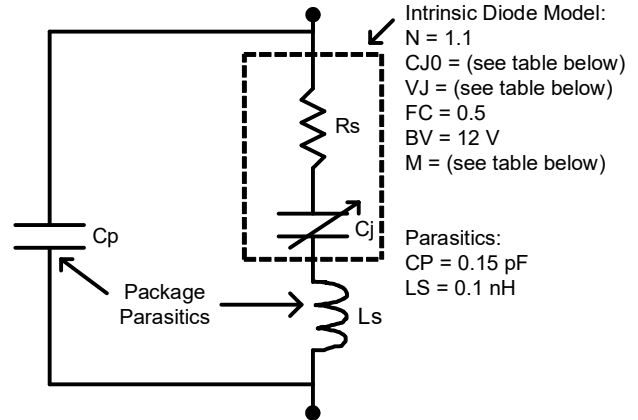 Intrinsic Diode Model:
N = 1.1
CJ0 = (see table below)
VJ = (see table below)
FC = 0.5
BV = 12 V
M = (see table below)
Rs
Cj
Cp
Parasitics:
CP = 0.15 pF
LS = 0.1 nH
Package
Parasitics
Ls